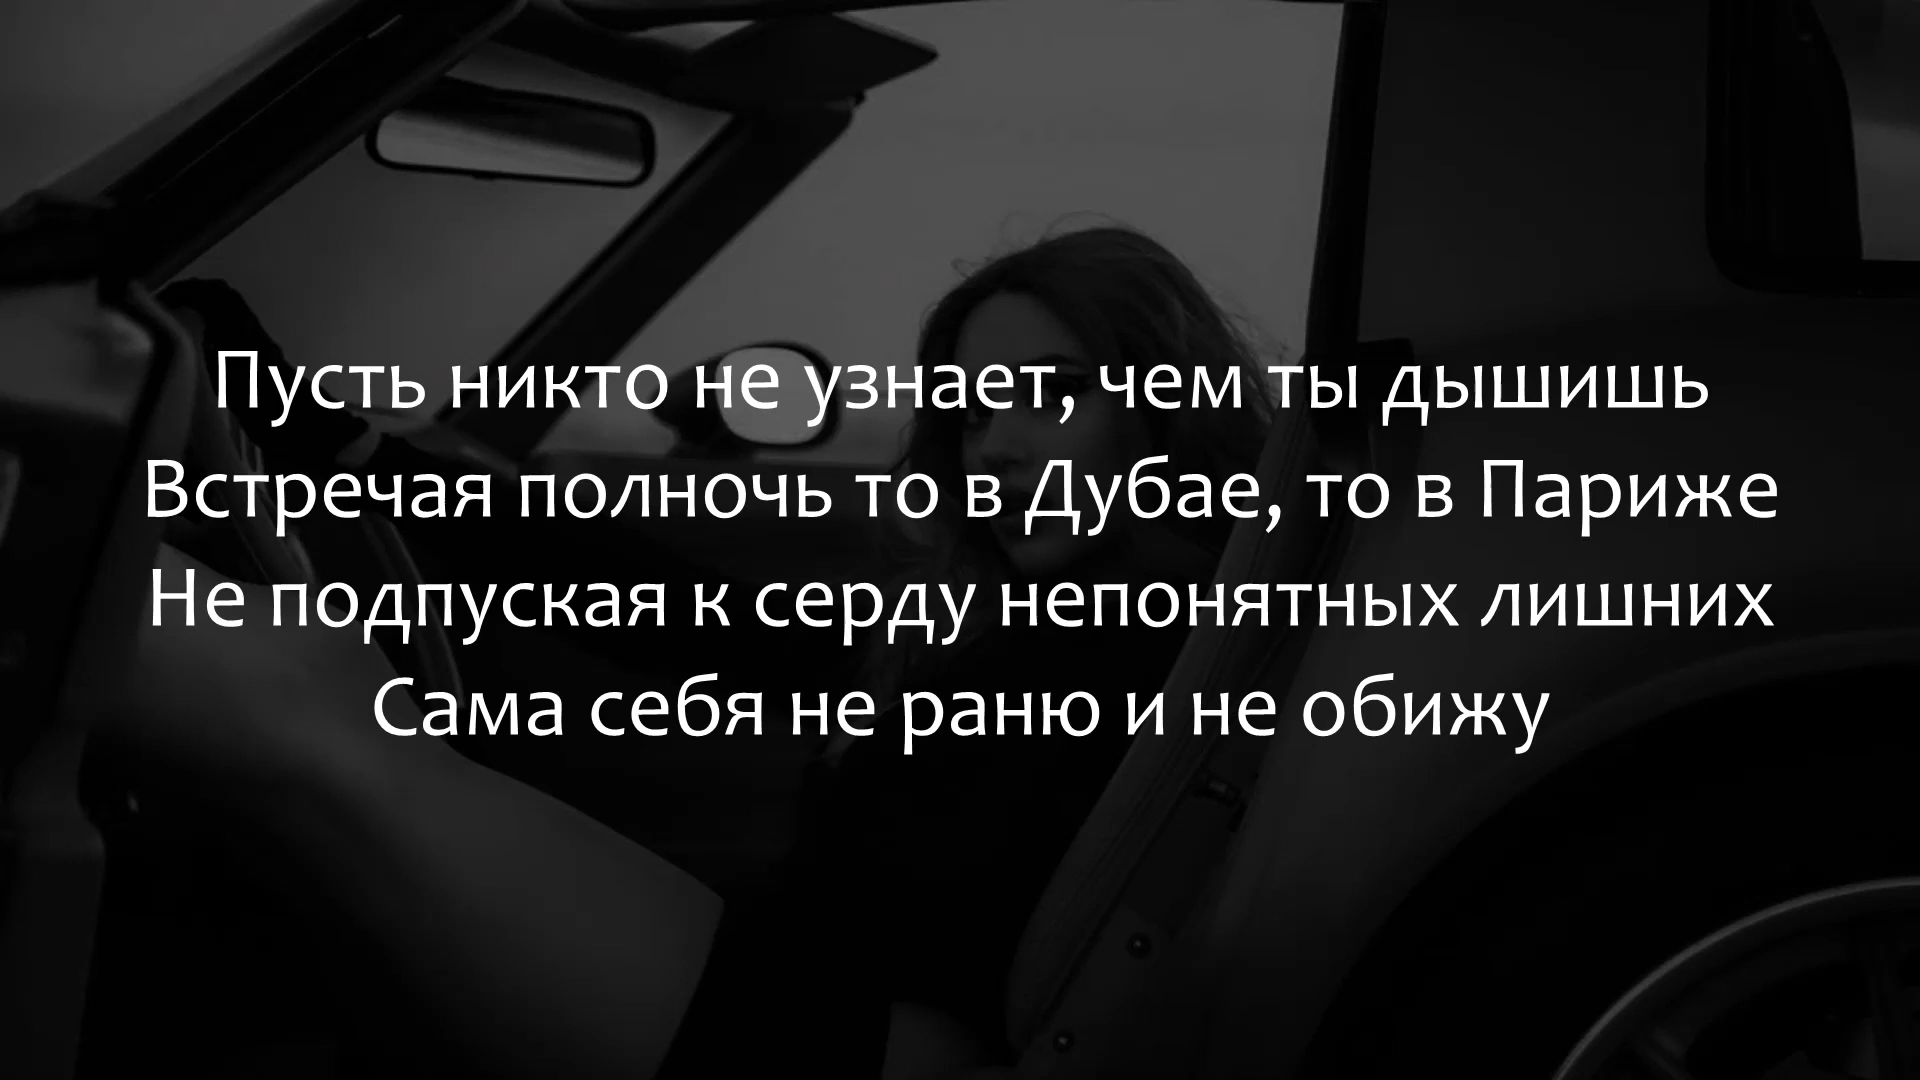 Пусть никто не узнает, чем ты дышишь
Встречая полночь то в Дубае, то в Париже
Не подпуская к серду непонятных лишних
Сама себя не раню и не обижу